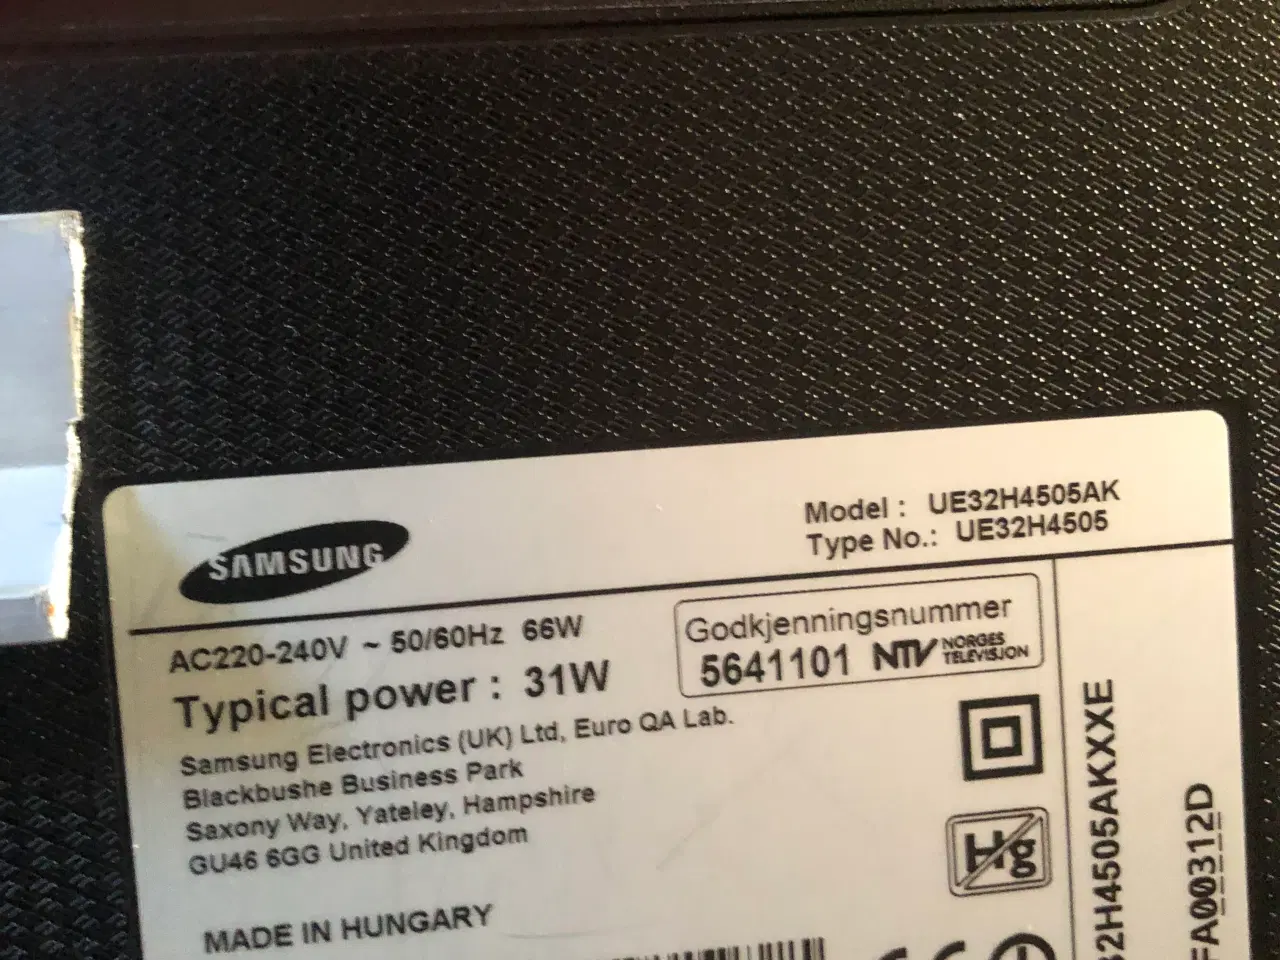 SAMSUNG
Model : UE32H4505AK
Type No.: UE32H4505
AC220-240V ~ 50/60Hz 66W
Typical power : 31W
Godkjenningsnummer
5641101 NTV NORGES
TELEVISJON
Samsung Electronics (UK) Ltd, Euro QA Lab.
Blackbushe Business Park
Saxony Way, Yateley, Hampshire
GU46 6GG United Kingdom
MADE IN HUNGARY
Hg
32H4505AKXXE
FA00312D